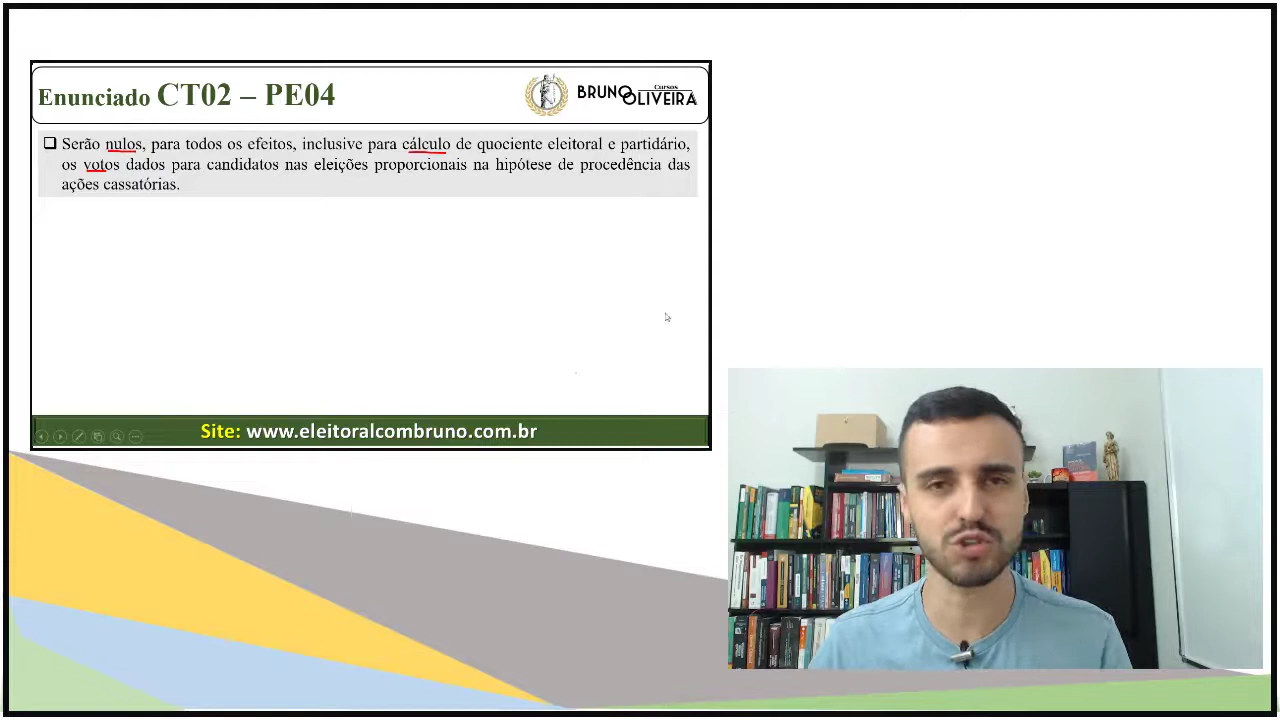 Enunciado CT02 – PE04
Cursos
BRUNO OLIVEIRA
Serão nulos, para todos os efeitos, inclusive para cálculo de quociente eleitoral e partidário,
os votos dados para candidatos nas eleições proporcionais na hipótese de procedência das
ações cassatórias.
Site: www.eleitoralcombruno.com.br